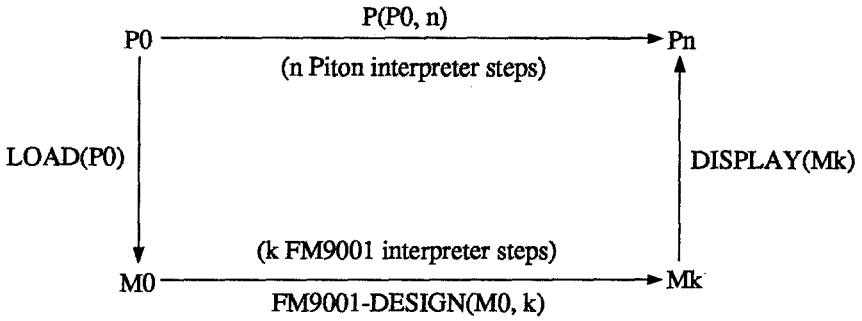 P(P0, n)
P0 Pn
(n Piton interpreter steps)
LOAD(P0) DISPLAY(Mk)
(k FM9001 interpreter steps)
M0 Mk
FM9001-DESIGN(M0, k)